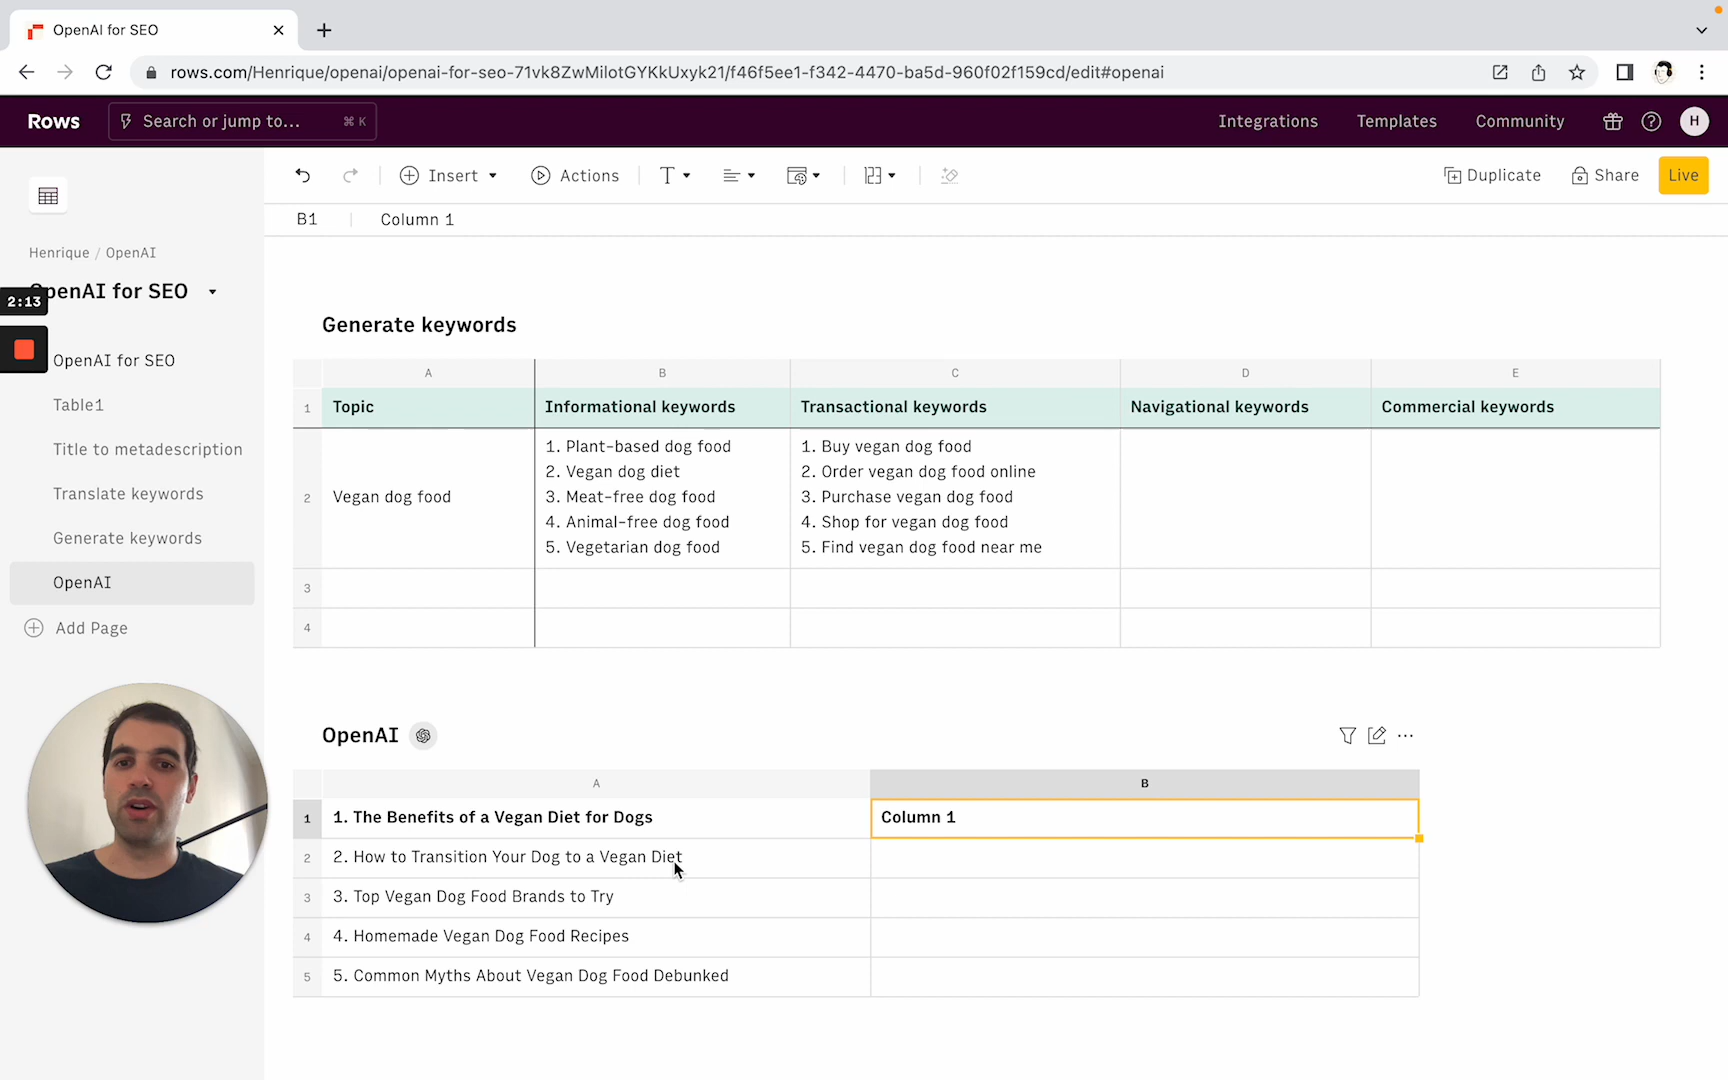 OpenAI for SEO
rows.com/Henrique/openai/openai-for-seo-71vk8ZwMilotGYKkUxyk21/f46f5ee1-f342-4470-ba5d-960f02f159cd/edit#openai
Rows
Search or jump to...
⌘ K
Integrations
Templates
Community
H
Insert
Actions
Duplicate
Share
Live
B1
Column 1
Henrique / OpenAI
OpenAI for SEO
2:13
OpenAI for SEO
Table1
Title to metadescription
Translate keywords
Generate keywords
OpenAI
Add Page
Generate keywords
A B C D E
1 Topic Informational keywords Transactional keywords Navigational keywords Commercial keywords
2 Vegan dog food
1. Plant-based dog food
2. Vegan dog diet
3. Meat-free dog food
4. Animal-free dog food
5. Vegetarian dog food
1. Buy vegan dog food
2. Order vegan dog food online
3. Purchase vegan dog food
4. Shop for vegan dog food
5. Find vegan dog food near me
3
4
OpenAI
A B
1 1. The Benefits of a Vegan Diet for Dogs Column 1
2 2. How to Transition Your Dog to a Vegan Diet
3 3. Top Vegan Dog Food Brands to Try
4 4. Homemade Vegan Dog Food Recipes
5 5. Common Myths About Vegan Dog Food Debunked